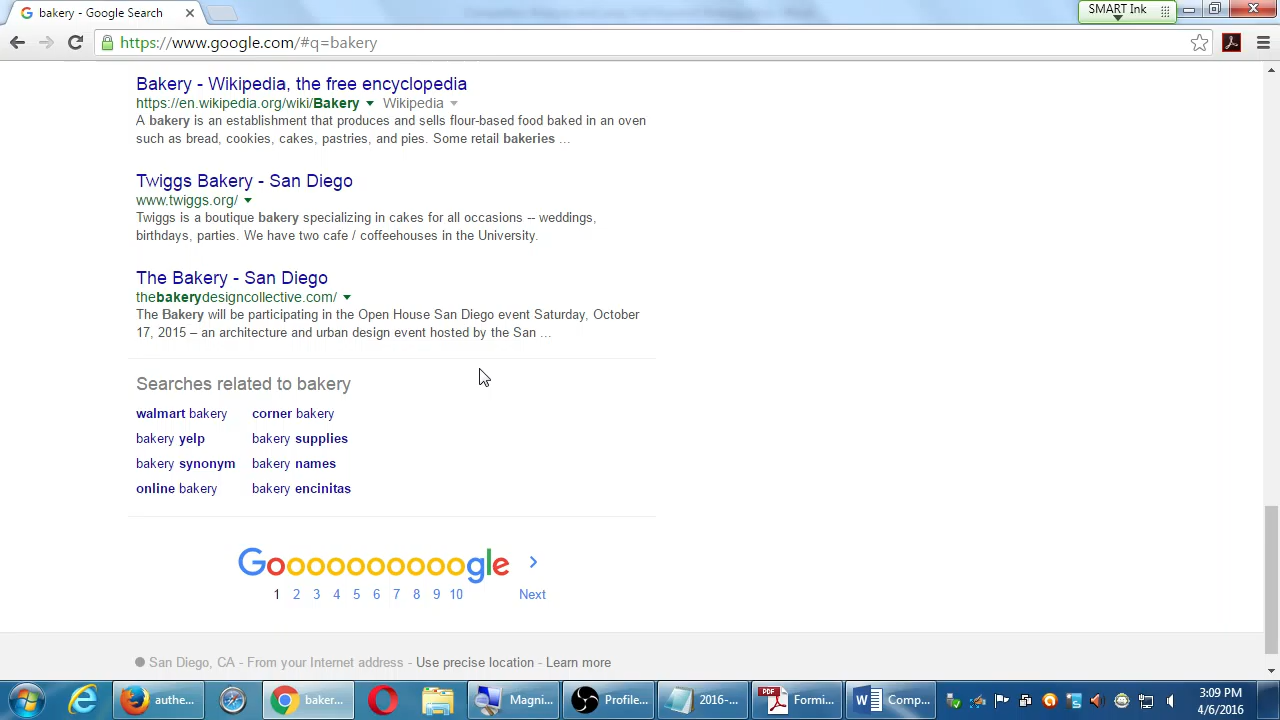 bakery - Google Search
SMART Ink
https://www.google.com/#q=bakery
Bakery - Wikipedia, the free encyclopedia
https://en.wikipedia.org/wiki/Bakery Wikipedia
A bakery is an establishment that produces and sells flour-based food baked in an oven
such as bread, cookies, cakes, pastries, and pies. Some retail bakeries ...
Twiggs Bakery - San Diego
www.twiggs.org/
Twiggs is a boutique bakery specializing in cakes for all occasions -- weddings,
birthdays, parties. We have two cafe / coffeehouses in the University.
The Bakery - San Diego
thebakerydesigncollective.com/
The Bakery will be participating in the Open House San Diego event Saturday, October
17, 2015 – an architecture and urban design event hosted by the San ...
Searches related to bakery
walmart bakery corner bakery
bakery yelp bakery supplies
bakery synonym bakery names
online bakery bakery encinitas
Goooooooooogle
1 2 3 4 5 6 7 8 9 10 Next
San Diego, CA - From your Internet address - Use precise location - Learn more
authe... baker... Magni... Profile... 2016-... PDF Formi... Comp...
3:09 PM
4/6/2016